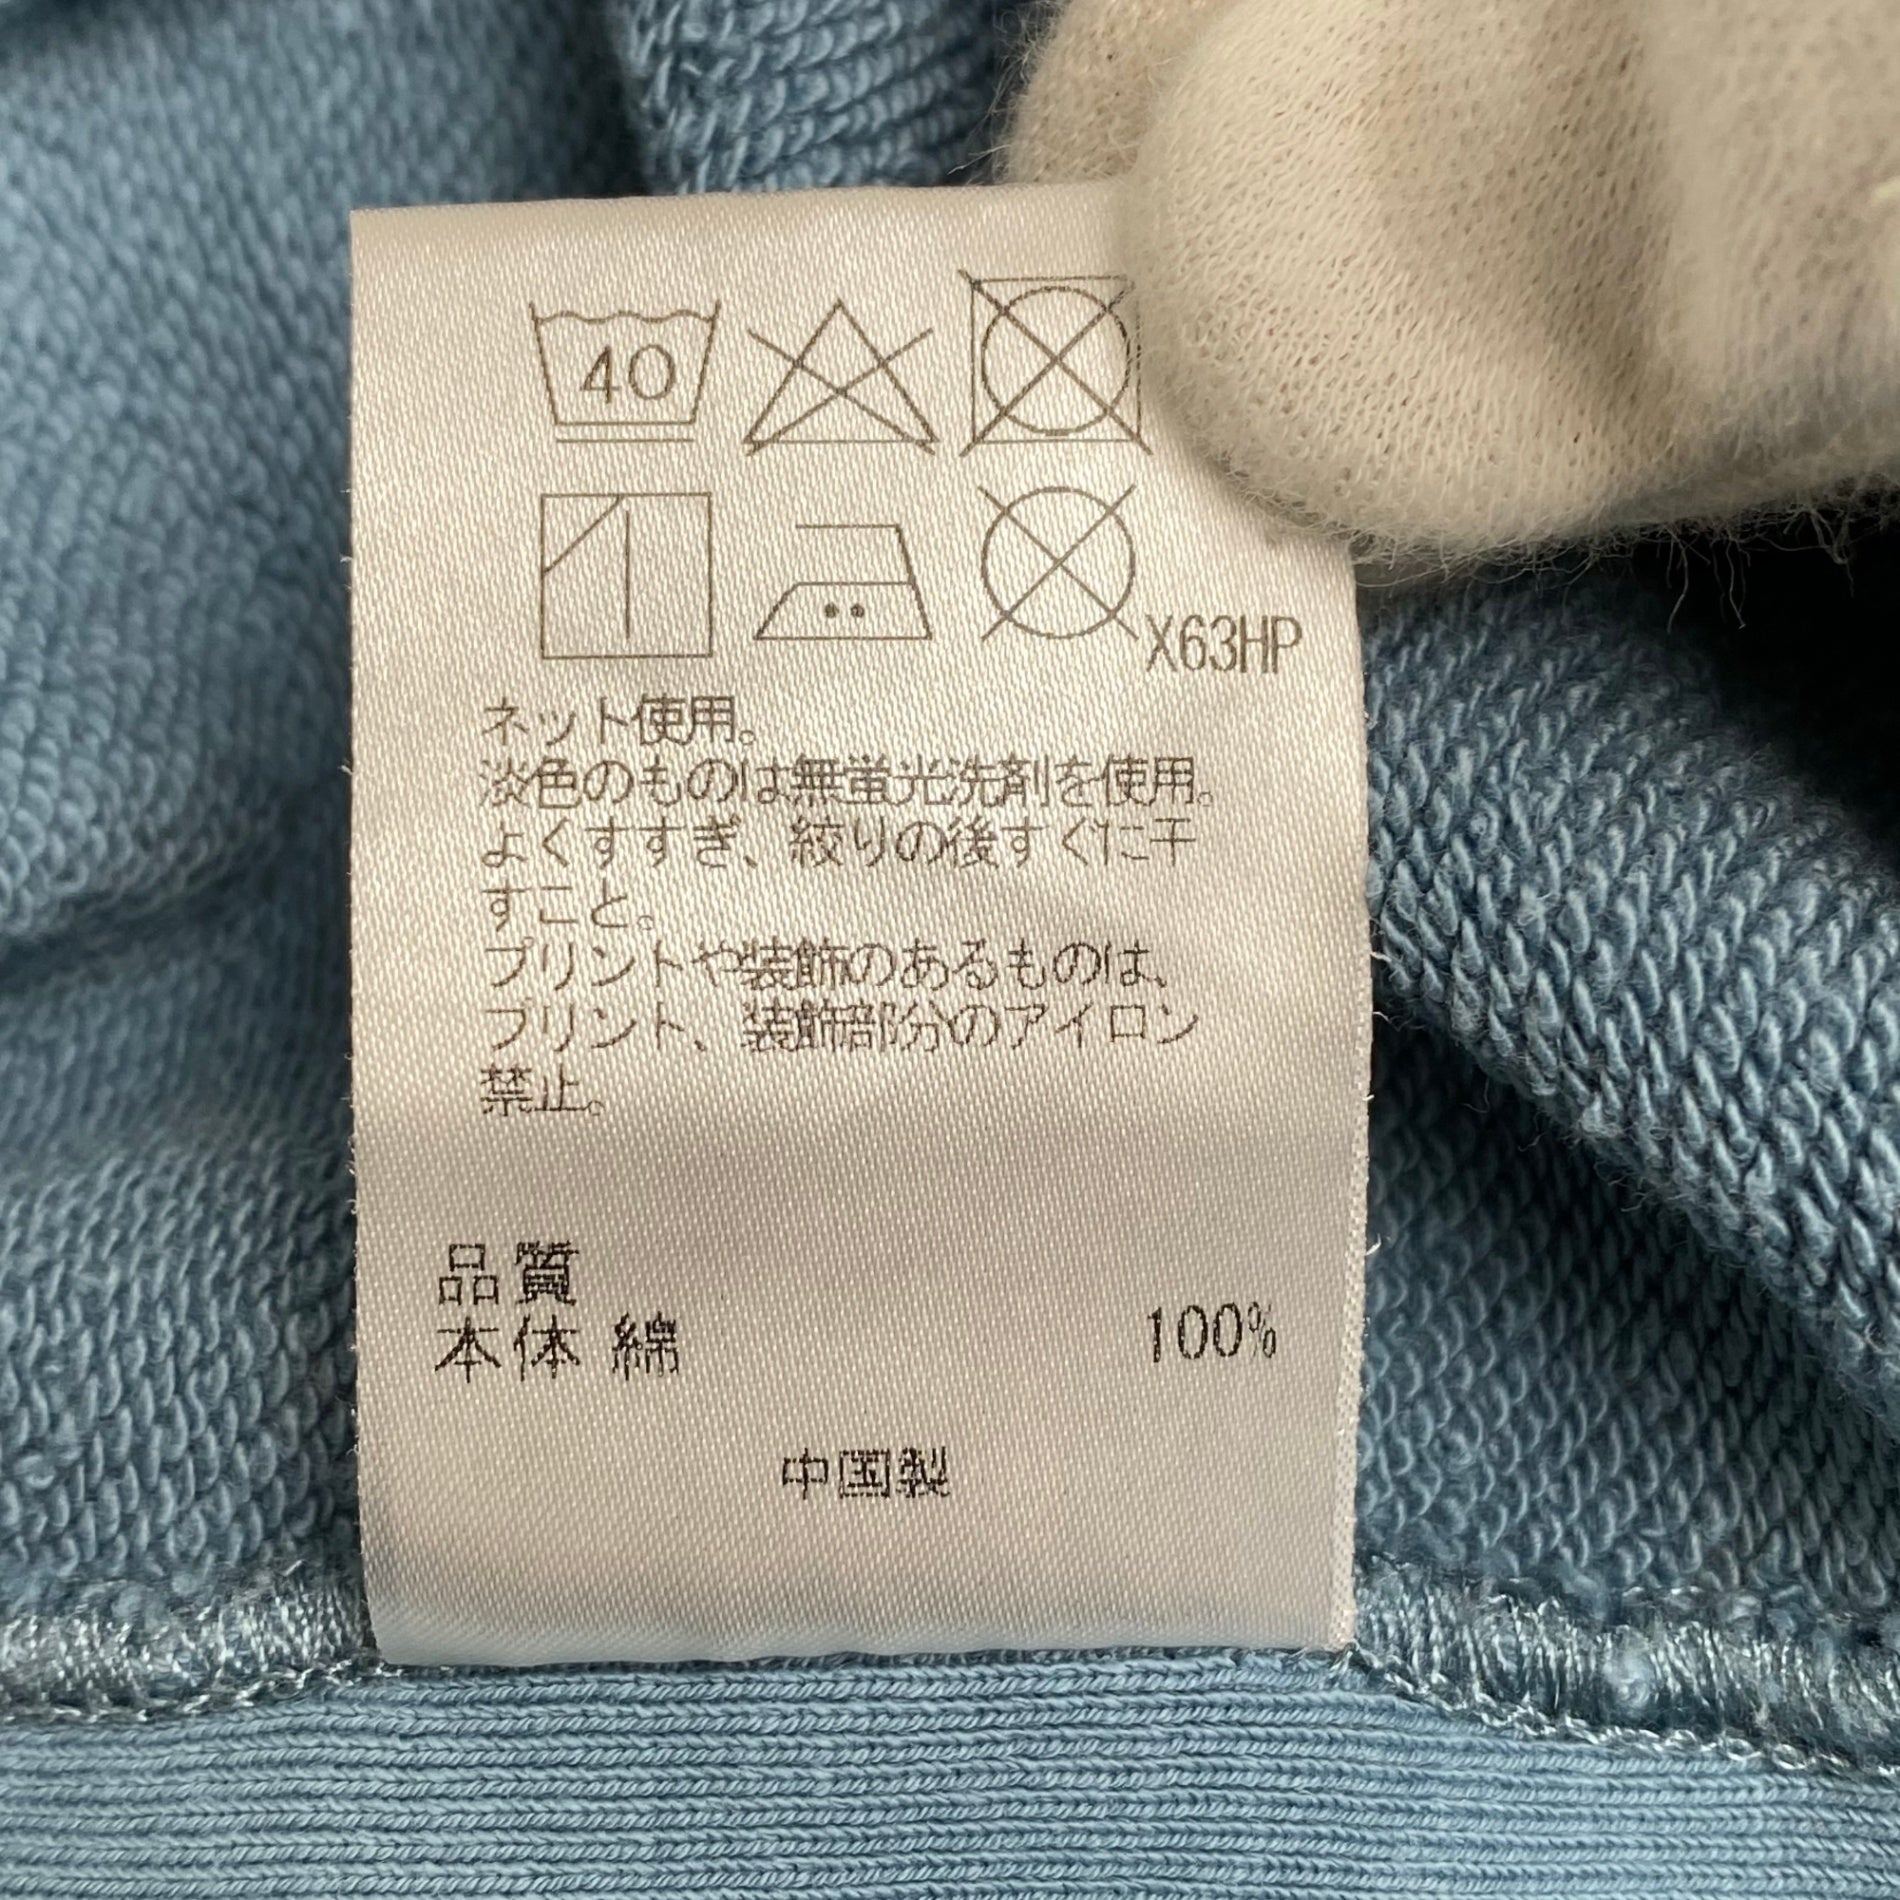 40
X63HP
ネット使用。
淡色のものは無蛍光洗剤を使用。
よくすすぎ、絞りの後すぐに干
すこと。
プリントや装飾のあるものは、
プリント、装飾部分のアイロン
禁止。
品質
本体 綿 100%
中国製